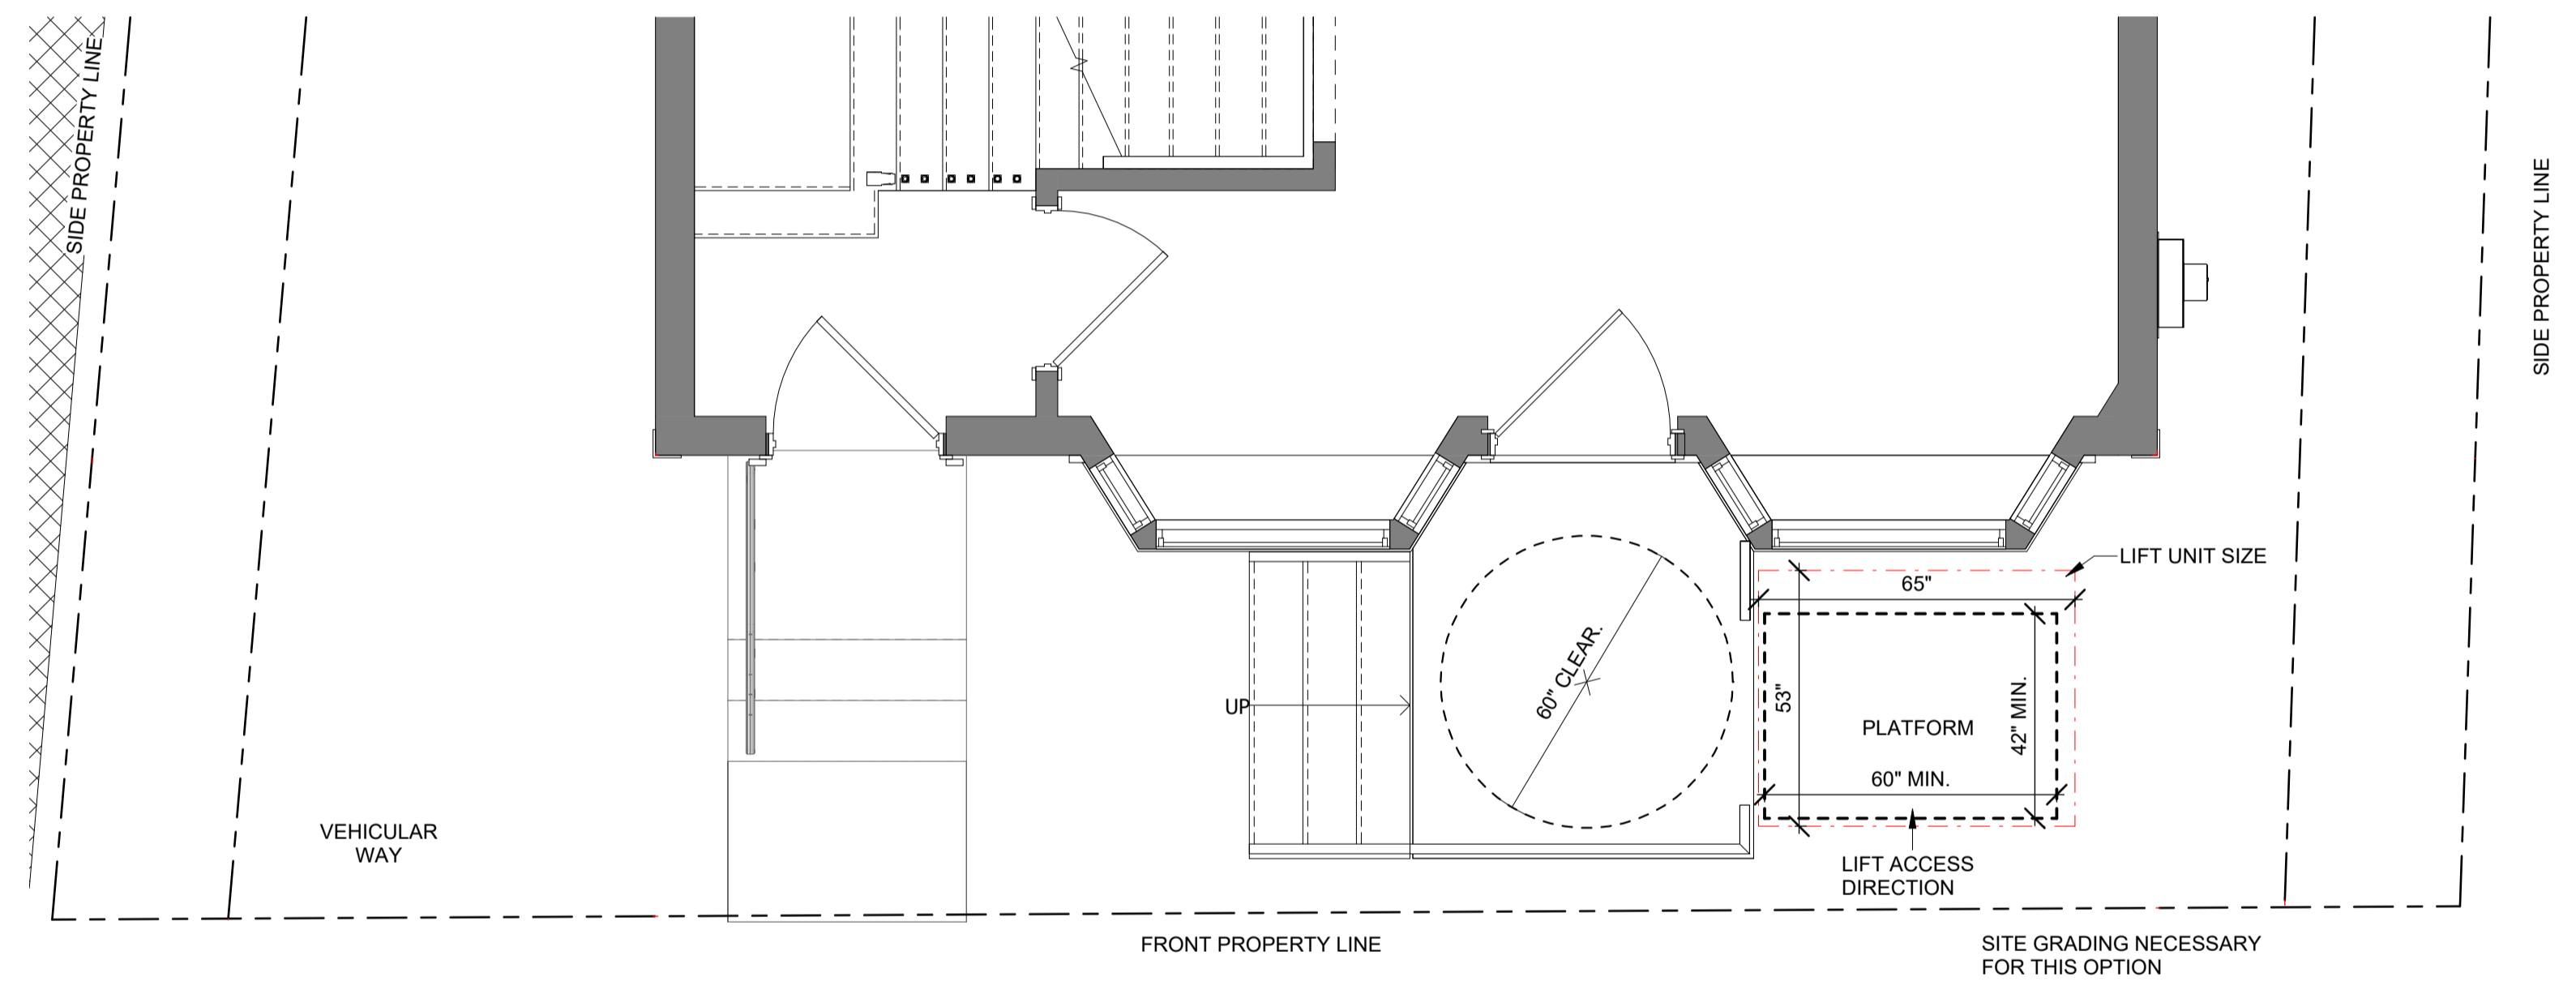 SIDE PROPERTY LINE
SIDE PROPERTY LINE
LIFT UNIT SIZE
65"
60" CLEAR.
53"
42" MIN.
UP
PLATFORM
60" MIN.
VEHICULAR
WAY
LIFT ACCESS
DIRECTION
FRONT PROPERTY LINE
SITE GRADING NECESSARY
FOR THIS OPTION